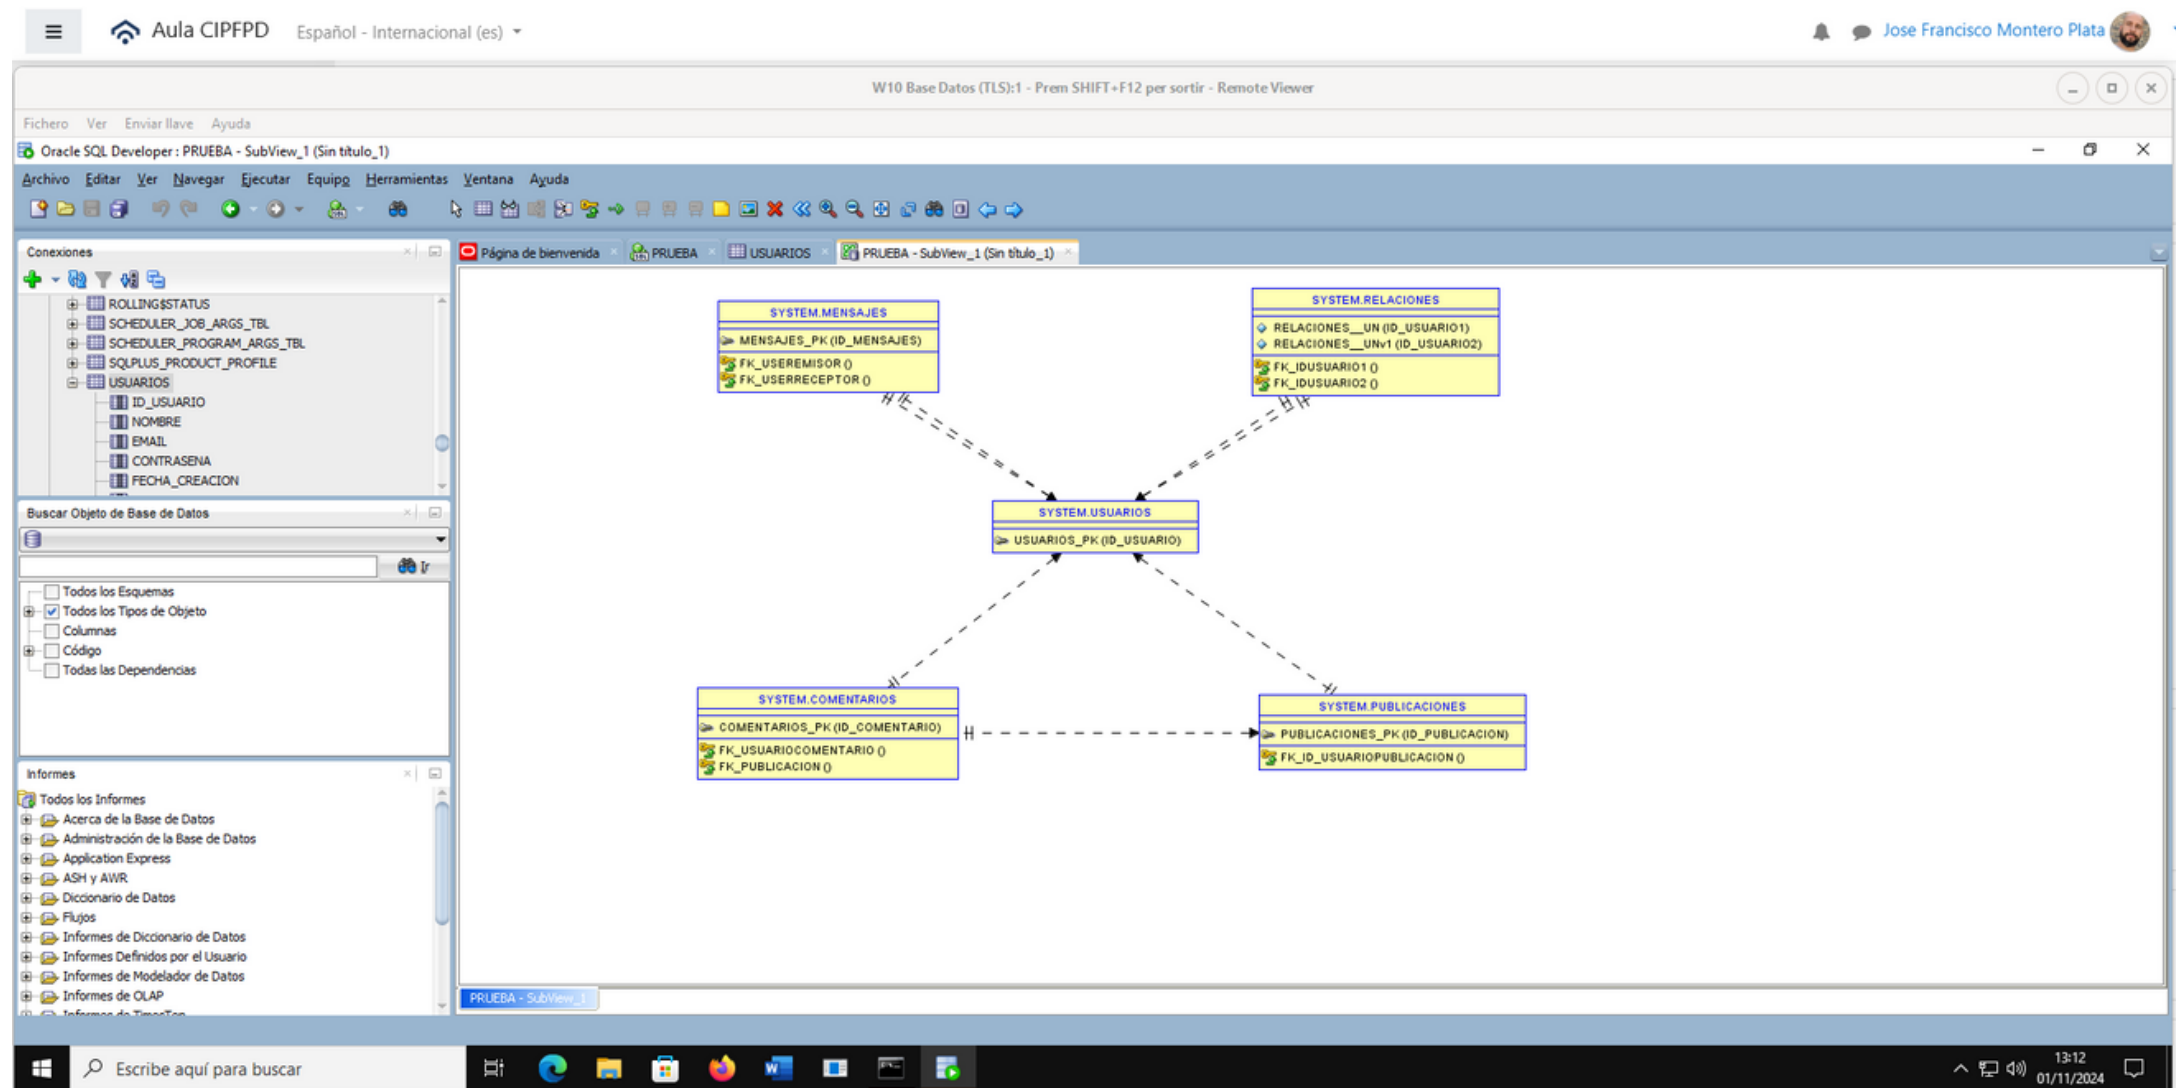 Aula CIPFPD Español - Internacional (es)
Jose Francisco Montero Plata
W10 Base Datos (TLS):1 - Prem SHIFT+F12 per sortir - Remote Viewer
Fichero Ver Enviar llave Ayuda
Oracle SQL Developer : PRUEBA - SubView_1 (Sin título_1)
Archivo Editar Ver Navegar Ejecutar Equipo Herramientas Ventana Ayuda
Conexiones
ROLLING$STATUS
SCHEDULER_JOB_ARGS_TBL
SCHEDULER_PROGRAM_ARGS_TBL
SQLPLUS_PRODUCT_PROFILE
USUARIOS
ID_USUARIO
NOMBRE
EMAIL
CONTRASENA
FECHA_CREACION
Buscar Objeto de Base de Datos
Ir
Todos los Esquemas
Todos los Tipos de Objeto
Columnas
Código
Todas las Dependencias
Informes
Todos los Informes
Acerca de la Base de Datos
Administración de la Base de Datos
Application Express
ASH y AWR
Diccionario de Datos
Flujos
Informes de Diccionario de Datos
Informes Definidos por el Usuario
Informes de Modelador de Datos
Informes de OLAP
Informes de TimesTen
Página de bienvenida PRUEBA USUARIOS PRUEBA - SubView_1 (Sin título_1)
SYSTEM.MENSAJES
MENSAJES_PK (ID_MENSAJES)
FK_USEREMISOR ()
FK_USERRECEPTOR ()
SYSTEM.RELACIONES
RELACIONES__UN (ID_USUARIO1)
RELACIONES__UNv1 (ID_USUARIO2)
FK_IDUSUARIO1 ()
FK_IDUSUARIO2 ()
SYSTEM.USUARIOS
USUARIOS_PK (ID_USUARIO)
SYSTEM.COMENTARIOS
COMENTARIOS_PK (ID_COMENTARIO)
FK_USUARIOCOMENTARIO ()
FK_PUBLICACION ()
SYSTEM.PUBLICACIONES
PUBLICACIONES_PK (ID_PUBLICACION)
FK_ID_USUARIOPUBLICACION ()
PRUEBA - SubView_1
Escribe aquí para buscar
13:12
01/11/2024